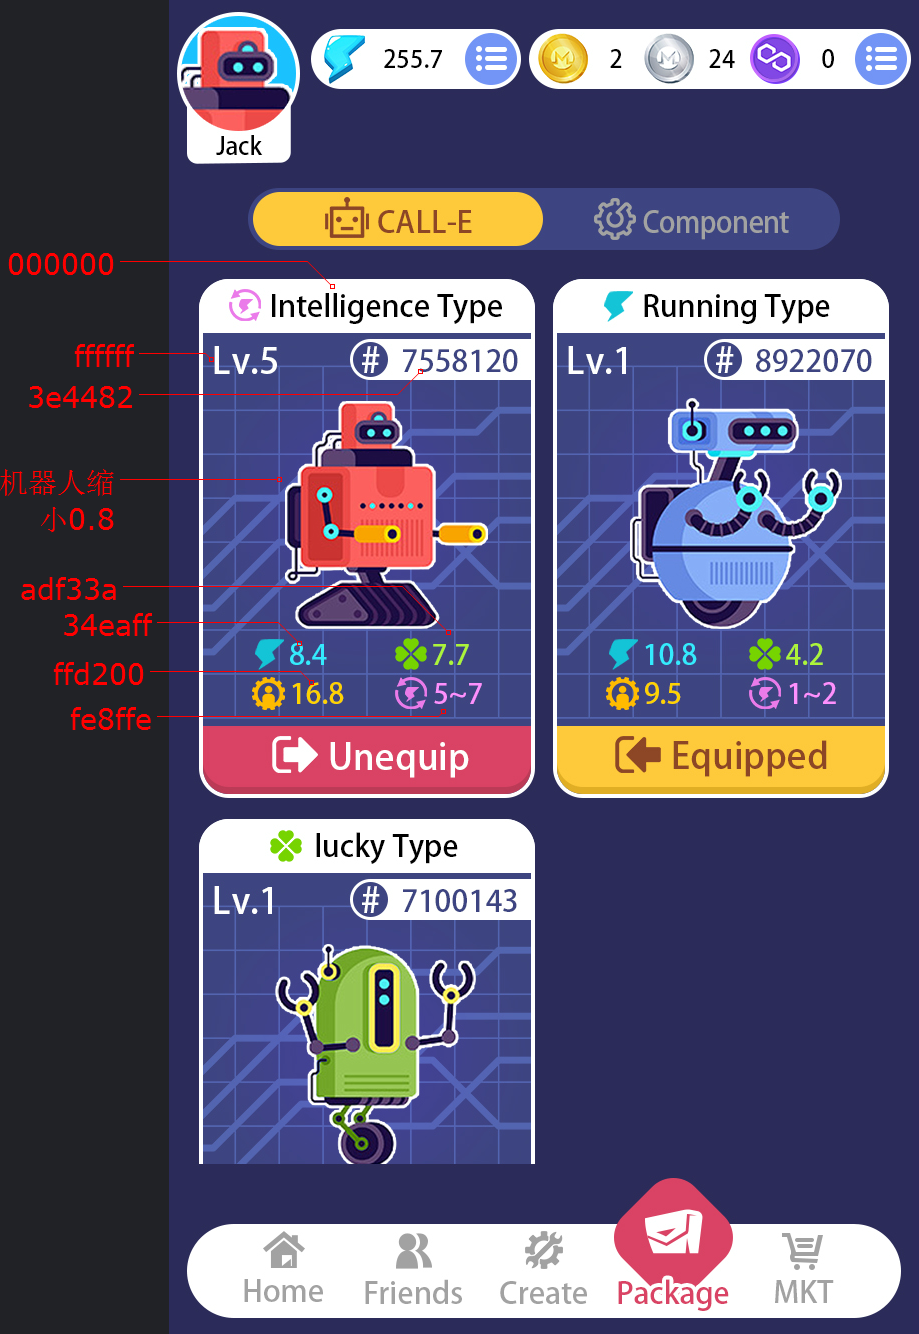 255.7
2
24
0
Jack
CALL-E
Component
000000
Intelligence Type
Running Type
ffffff
Lv.5
# 7558120
Lv.1
# 8922070
3e4482
机器人缩
小0.8
adf33a
34eaff
8.4
7.7
10.8
4.2
ffd200
16.8
5~7
9.5
1~2
fe8ffe
Unequip
Equipped
lucky Type
Lv.1
# 7100143
Home
Friends
Create
Package
MKT